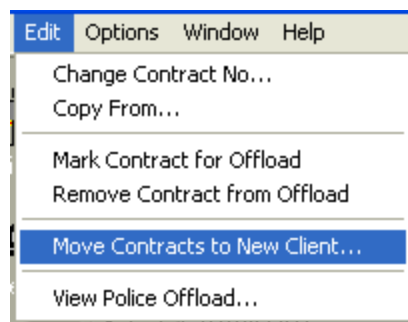 Edit Options Window Help
Change Contract No...
Copy From...
Mark Contract for Offload
Remove Contract from Offload
Move Contracts to New Client...
View Police Offload...